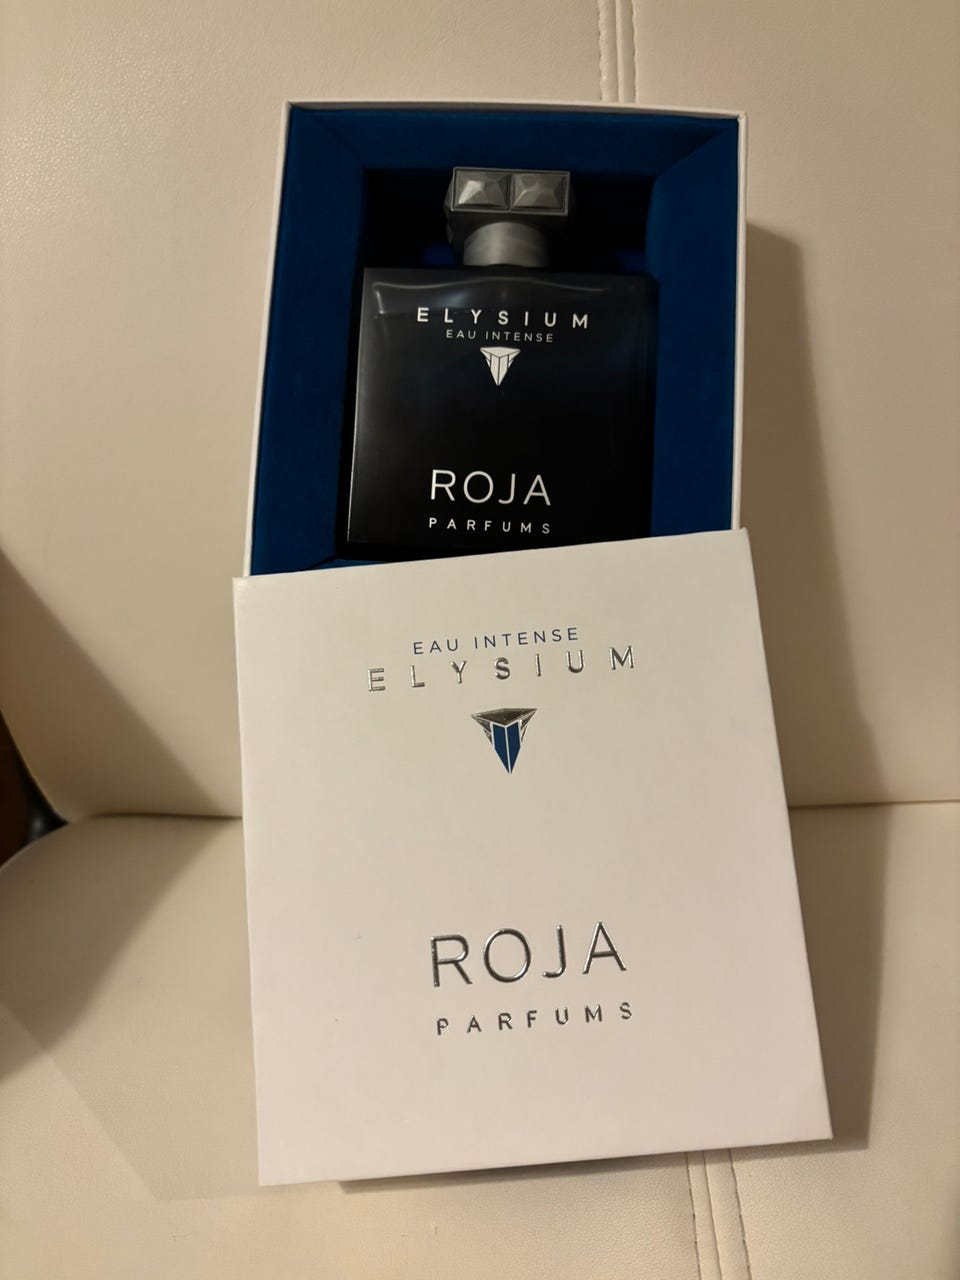 ELYSIUM
EAU INTENSE
ROJA
PARFUMS
EAU INTENSE
ELYSIUM
ROJA
PARFUMS